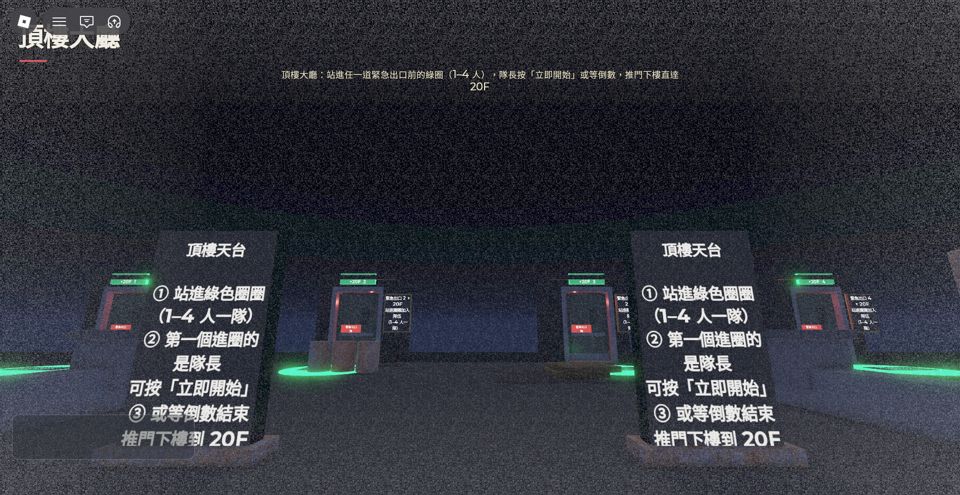 頂樓大廳
頂樓大廳：站進任一道緊急出口前的綠圈（1–4 人），隊長按「立即開始」或等倒數，推門下樓直達
20F
頂樓天台
① 站進綠色圈圈
（1–4 人一隊）
② 第一個進圈的
是隊長
可按「立即開始」
③ 或等倒數結束
推門下樓到 20F
頂樓天台
① 站進綠色圈圈
（1–4 人一隊）
② 第一個進圈的
是隊長
可按「立即開始」
③ 或等倒數結束
推門下樓到 20F
緊急出口 2
20F